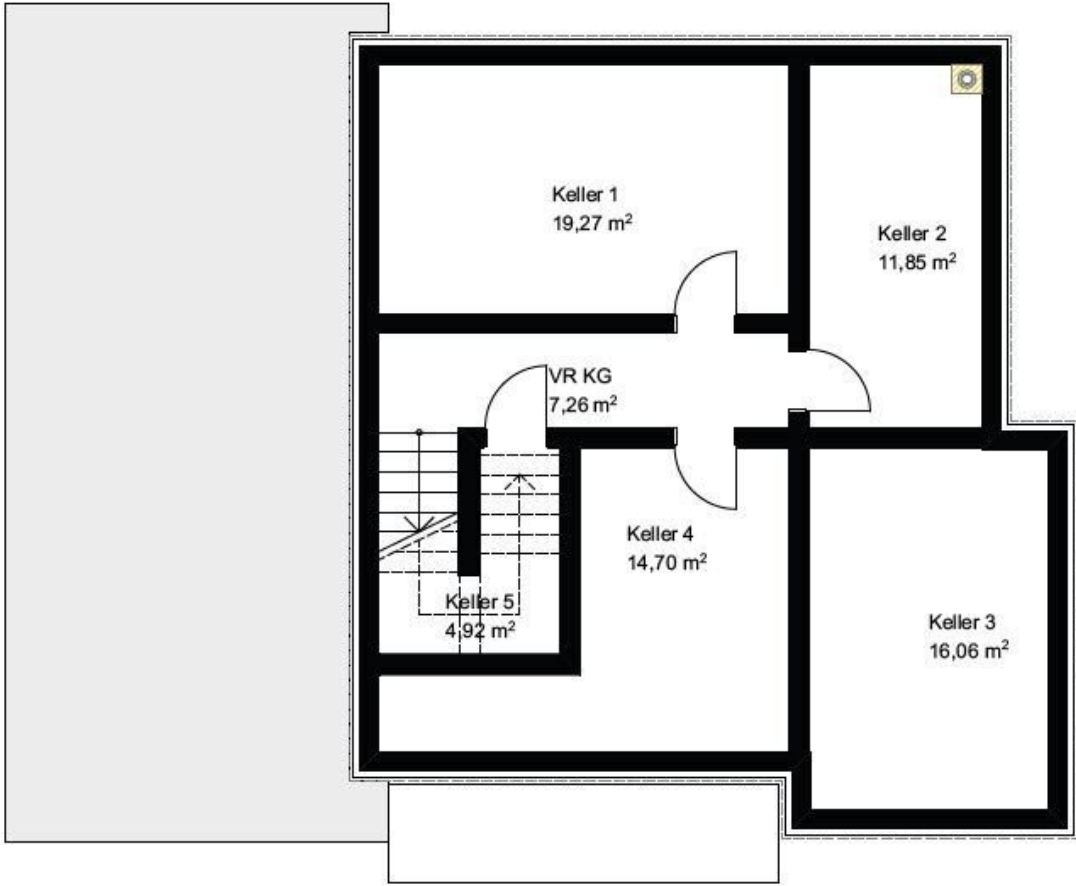 Keller 1
19,27 m²
Keller 2
11,85 m²
VR KG
7,26 m²
Keller 4
14,70 m²
Keller 5
4,92 m²
Keller 3
16,06 m²